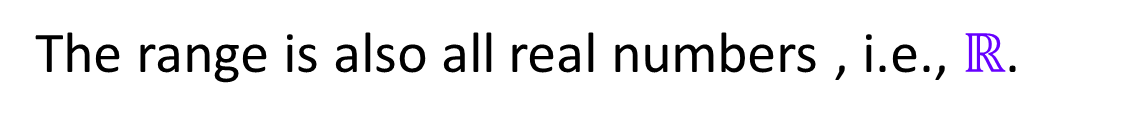 The range is also all real numbers , i.e., ℝ.